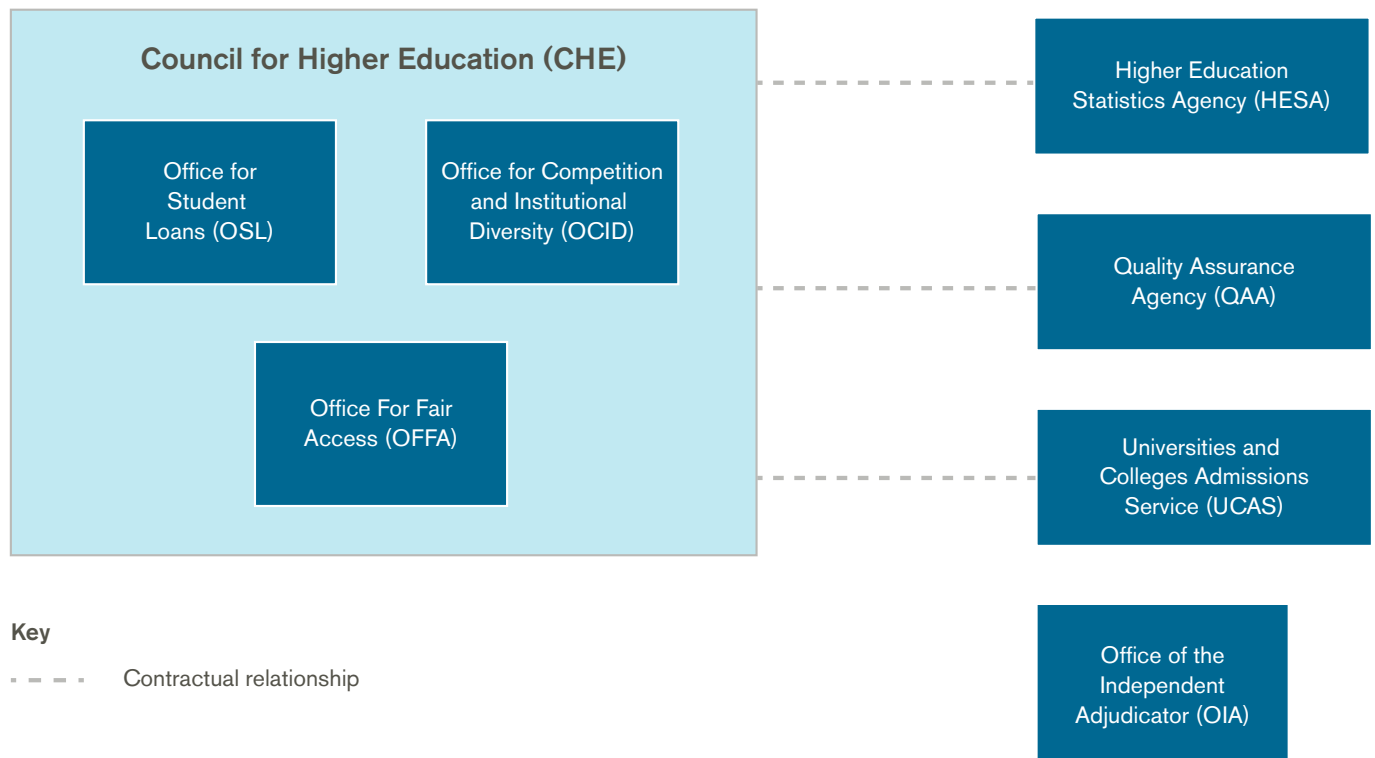 Council for Higher Education (CHE)
Office for
Student
Loans (OSL)
Office for Competition
and Institutional
Diversity (OCID)
Office For Fair
Access (OFFA)
Higher Education
Statistics Agency (HESA)
Quality Assurance
Agency (QAA)
Universities and
Colleges Admissions
Service (UCAS)
Office of the
Independent
Adjudicator (OIA)
Key
Contractual relationship